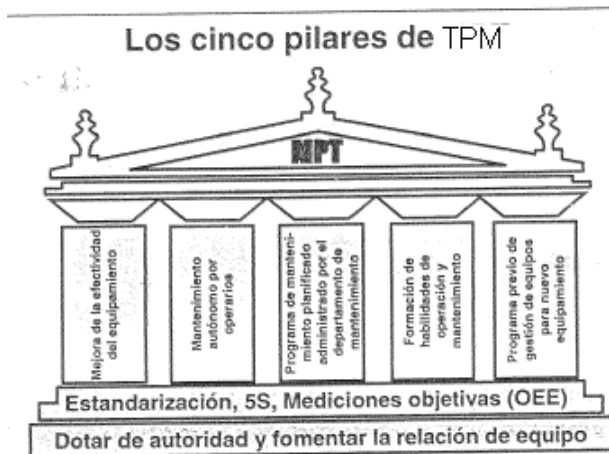 Los cinco pilares de TPM
MPT
Mejora de la efectividad
del equipamiento
Mantenimiento
autónomo por
operarios
Programa de manteni-
miento planificado
administrado por el
departamento de
mantenimiento
Formación de
habilidades de
operación y
mantenimiento
Programa previo de
gestión de equipos
para nuevo
equipamiento
Estandarización, 5S, Mediciones objetivas (OEE)
Dotar de autoridad y fomentar la relación de equipo